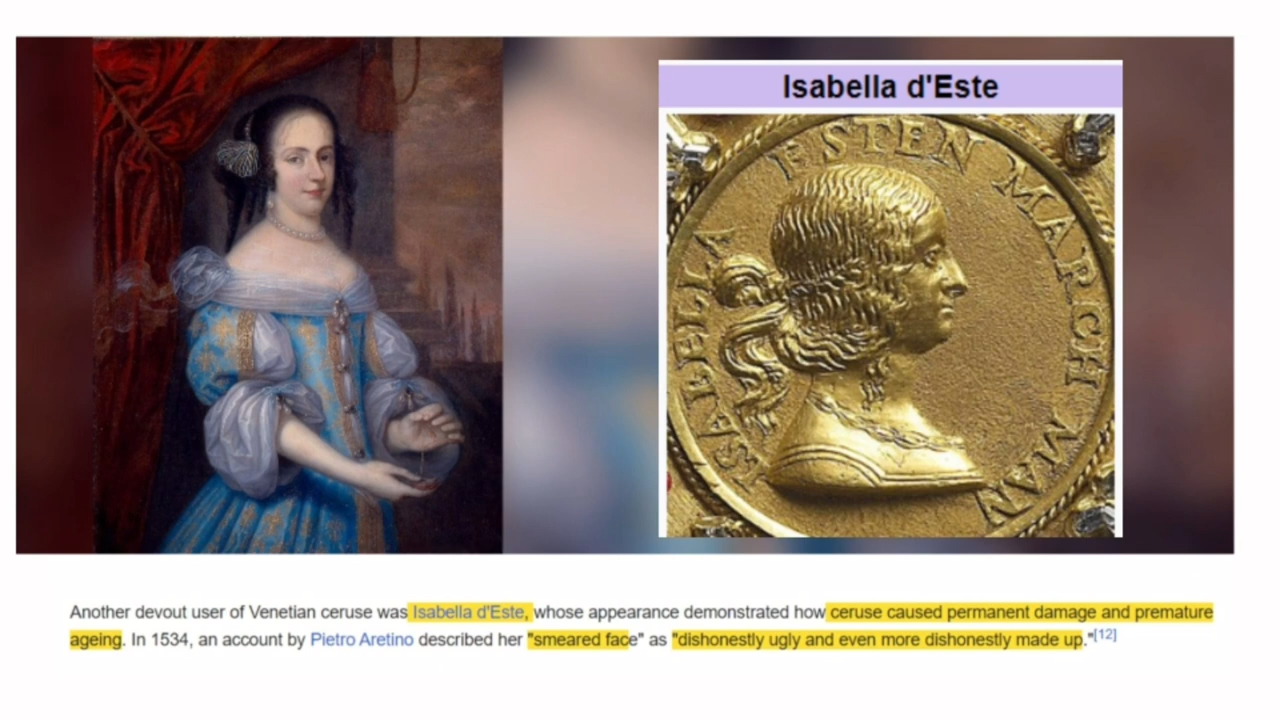 Isabella d'Este
ISABELLA ESTEN MARCH MAN
Another devout user of Venetian ceruse was Isabella d'Este, whose appearance demonstrated how ceruse caused permanent damage and premature
ageing. In 1534, an account by Pietro Aretino described her "smeared face" as "dishonestly ugly and even more dishonestly made up."[12]